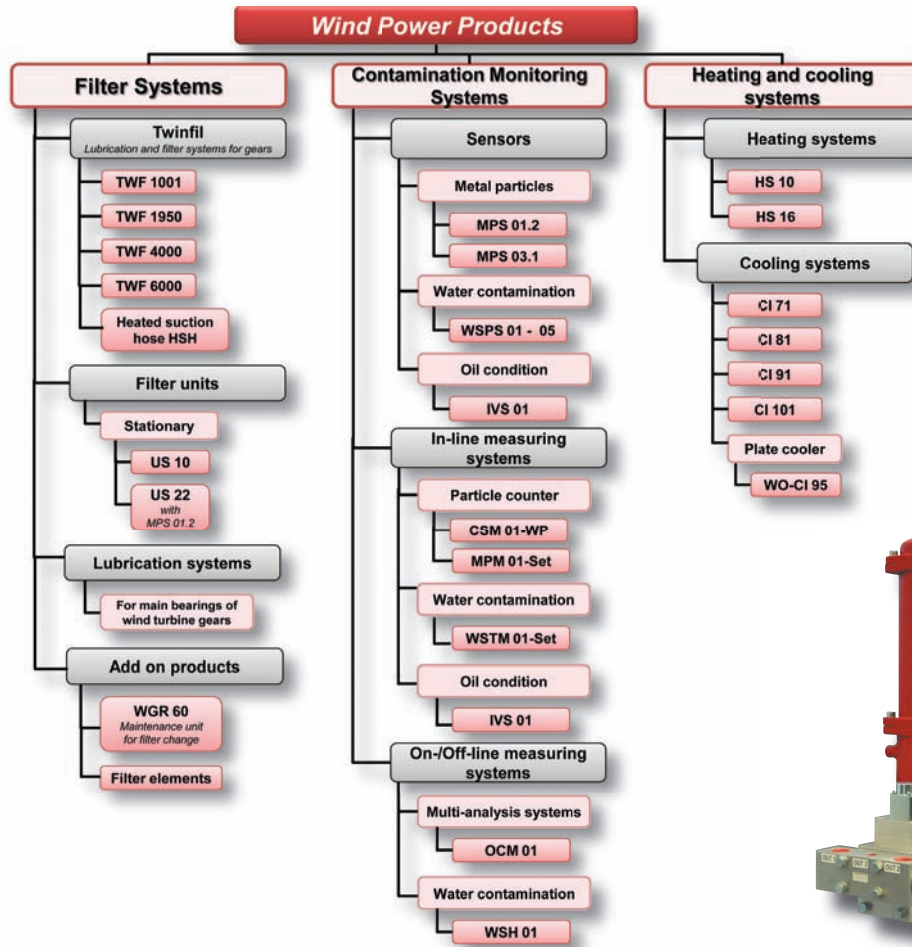 Wind Power Products
Filter Systems
Twinfil
Lubrication and filter systems for gears
TWF 1001
TWF 1950
TWF 4000
TWF 6000
Heated suction
hose HSH
Filter units
Stationary
US 10
US 22
with
MPS 01.2
Lubrication systems
For main bearings of
wind turbine gears
Add on products
WGR 60
Maintenance unit
for filter change
Filter elements
Contamination Monitoring
Systems
Sensors
Metal particles
MPS 01.2
MPS 03.1
Water contamination
WSPS 01 - 05
Oil condition
IVS 01
In-line measuring
systems
Particle counter
CSM 01-WP
MPM 01-Set
Water contamination
WSTM 01-Set
Oil condition
IVS 01
On-/Off-line measuring
systems
Multi-analysis systems
OCM 01
Water contamination
WSH 01
Heating and cooling
systems
Heating systems
HS 10
HS 16
Cooling systems
CI 71
CI 81
CI 91
CI 101
Plate cooler
WO-CI 95
OUT 1
OUT 2